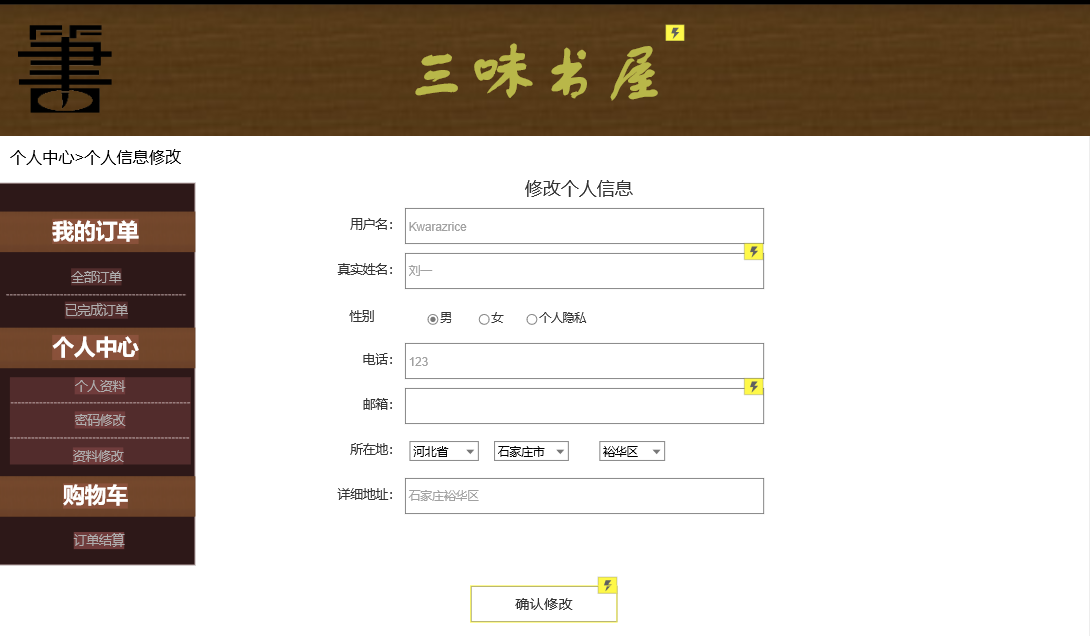 書
三味书屋
个人中心>个人信息修改
我的订单
全部订单
已完成订单
个人中心
个人资料
密码修改
资料修改
购物车
订单结算
修改个人信息
用户名: Kwarazrice
真实姓名: 刘一
性别 男 女 个人隐私
电话: 123
邮箱:
所在地: 河北省 石家庄市 裕华区
详细地址: 石家庄裕华区
确认修改